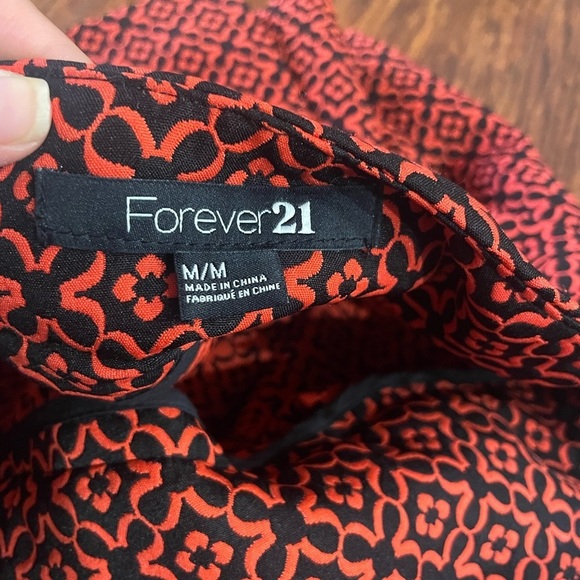 Forever21
M/M
MADE IN CHINA
FABRIQUÉ EN CHINE